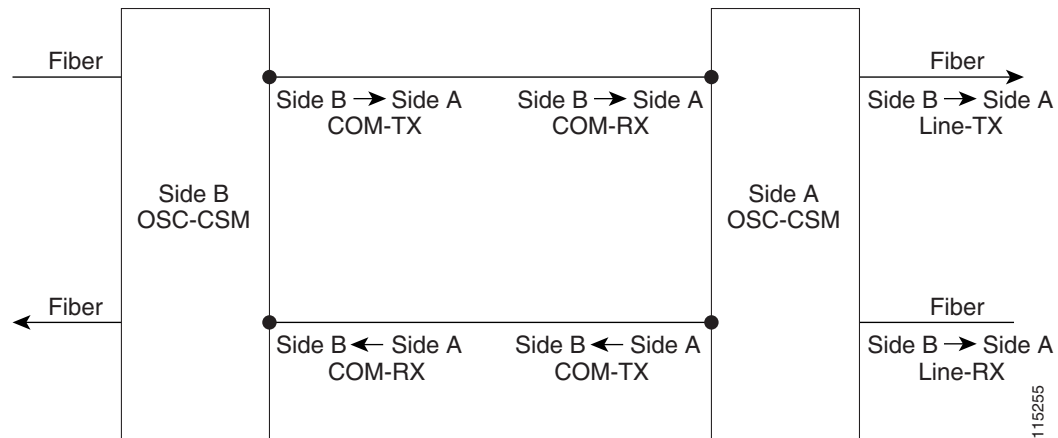 Fiber
Fiber
Side B → Side A
COM-TX
Side B → Side A
COM-RX
Side B → Side A
Line-TX
Side B
OSC-CSM
Side A
OSC-CSM
Fiber
Fiber
Side B ← Side A
COM-RX
Side B ← Side A
COM-TX
Side B → Side A
Line-RX
115255